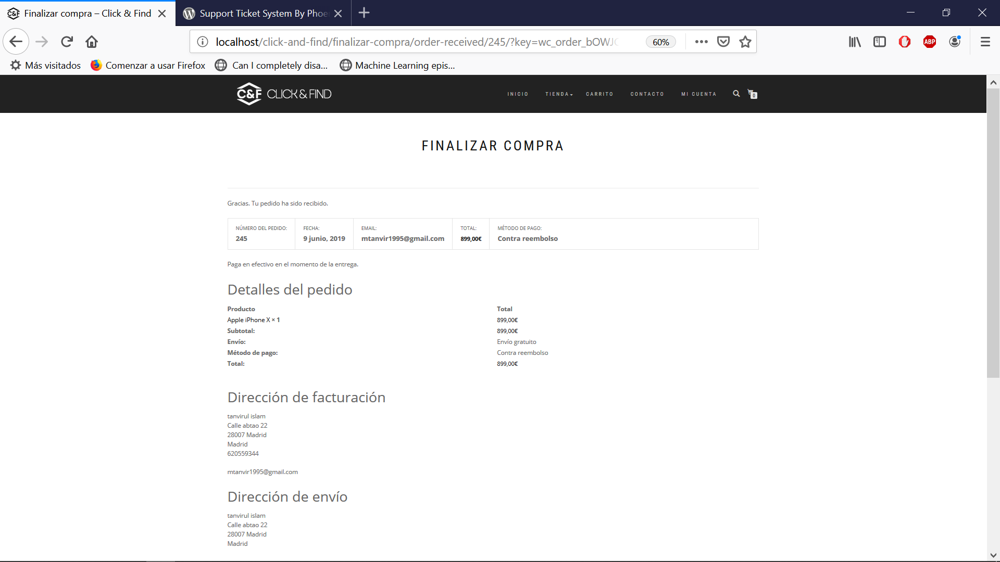 Finalizar compra – Click & Find
Support Ticket System By
localhost/click-and-find/finalizar-compra/order-received/245/?key=wc_order_bOWJ
60%
ABP
Más visitados
Comenzar a usar Firefox
Can I completely disa...
Machine Learning epis...
C&F CLICK & FIND
INICIO
TIENDA
CARRITO
CONTACTO
MI CUENTA
0
FINALIZAR COMPRA
Gracias. Tu pedido ha sido recibido.
NÚMERO DEL PEDIDO:
245
FECHA:
9 junio, 2019
EMAIL:
mtanvir1995@gmail.com
TOTAL:
899,00€
MÉTODO DE PAGO:
Contra reembolso
Paga en efectivo en el momento de la entrega.
Detalles del pedido
Producto Total
Apple iPhone X × 1 899,00€
Subtotal: 899,00€
Envío: Envío gratuito
Método de pago: Contra reembolso
Total: 899,00€
Dirección de facturación
tanvirul islam
Calle abtao 22
28007 Madrid
Madrid
620559344
mtanvir1995@gmail.com
Dirección de envío
tanvirul islam
Calle abtao 22
28007 Madrid
Madrid